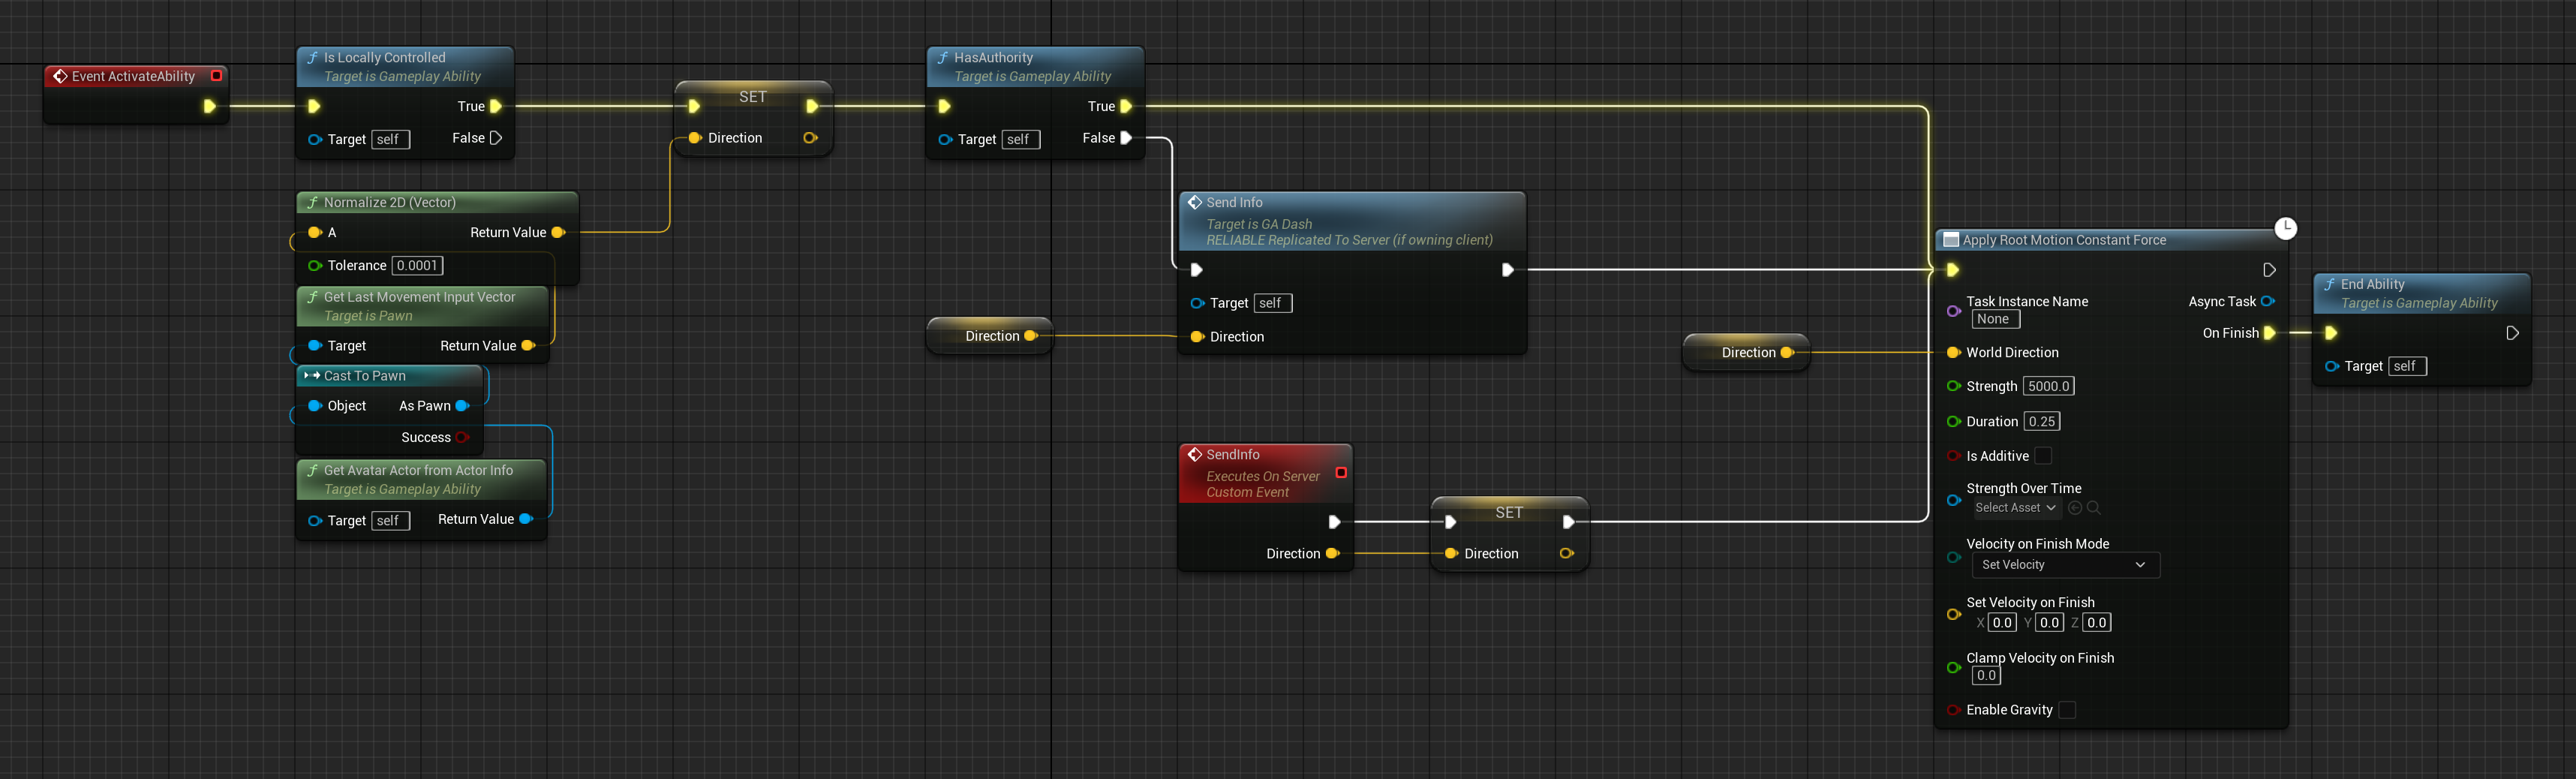 Event ActivateAbility
Is Locally Controlled
Target is Gameplay Ability
True
Target self
False
SET
Direction
HasAuthority
Target is Gameplay Ability
True
Target self
False
Normalize 2D (Vector)
A
Return Value
Tolerance 0.0001
Get Last Movement Input Vector
Target is Pawn
Target
Return Value
Cast To Pawn
Object
As Pawn
Success
Get Avatar Actor from Actor Info
Target is Gameplay Ability
Target self
Return Value
Send Info
Target is GA Dash
RELIABLE Replicated To Server (if owning client)
Target self
Direction
Direction
SendInfo
Executes On Server
Custom Event
Direction
SET
Direction
Direction
Apply Root Motion Constant Force
Task Instance Name
None
Async Task
On Finish
World Direction
Strength 5000.0
Duration 0.25
Is Additive
Strength Over Time
Select Asset
Velocity on Finish Mode
Set Velocity
Set Velocity on Finish
X 0.0 Y 0.0 Z 0.0
Clamp Velocity on Finish
0.0
Enable Gravity
End Ability
Target is Gameplay Ability
Target self